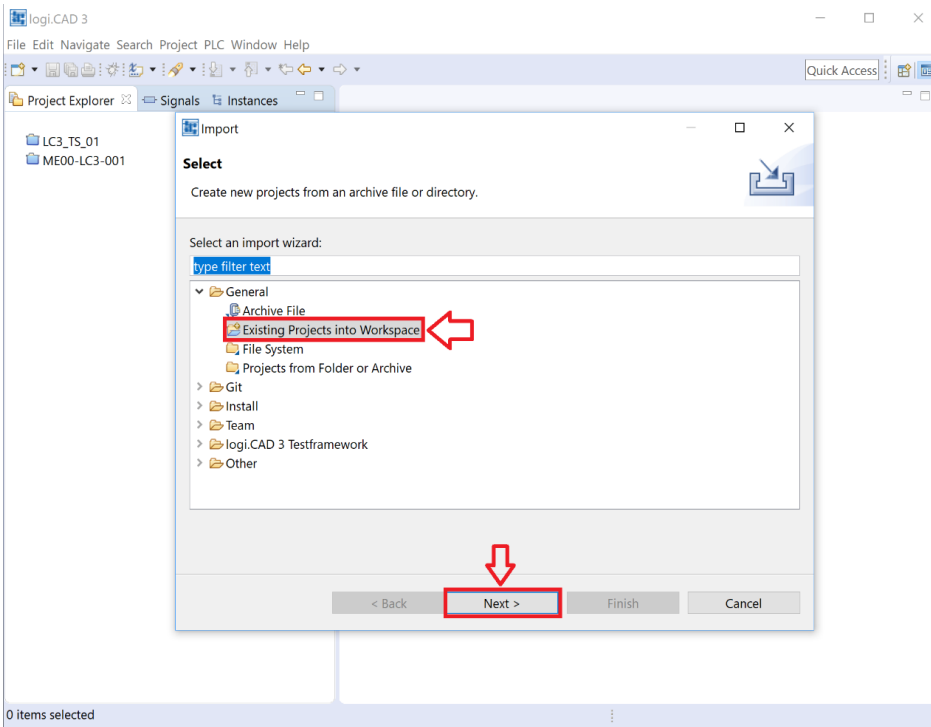 logi.CAD 3
File Edit Navigate Search Project PLC Window Help
Quick Access
Project Explorer Signals Instances
LC3_TS_01
ME00-LC3-001
Import
Select
Create new projects from an archive file or directory.
Select an import wizard:
type filter text
General
Archive File
Existing Projects into Workspace
File System
Projects from Folder or Archive
Git
Install
Team
logi.CAD 3 Testframework
Other
< Back Next > Finish Cancel
0 items selected